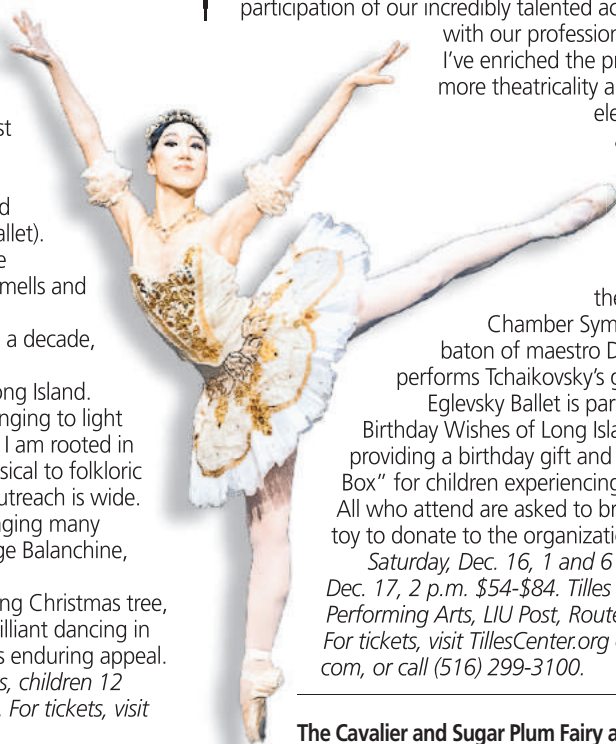 st
d
allet).
e
mells and
a decade,
ong Island.
nging to light
I am rooted in
sical to folkloric
utreach is wide.
nging many
ge Balanchine,
ng Christmas tree,
illiant dancing in
s enduring appeal.
s, children 12
. For tickets, visit
participation of our incredibly talented ac
with our profession
I’ve enriched the pr
more theatricality a
ele
the
Chamber Sym
baton of maestro D
performs Tchaikovsky’s g
Eglevsky Ballet is par
Birthday Wishes of Long Isla
providing a birthday gift and
Box” for children experiencing
All who attend are asked to br
toy to donate to the organizatio
Saturday, Dec. 16, 1 and 6
Dec. 17, 2 p.m. $54-$84. Tilles
Performing Arts, LIU Post, Route
For tickets, visit TillesCenter.org
com, or call (516) 299-3100.
The Cavalier and Sugar Plum Fairy a